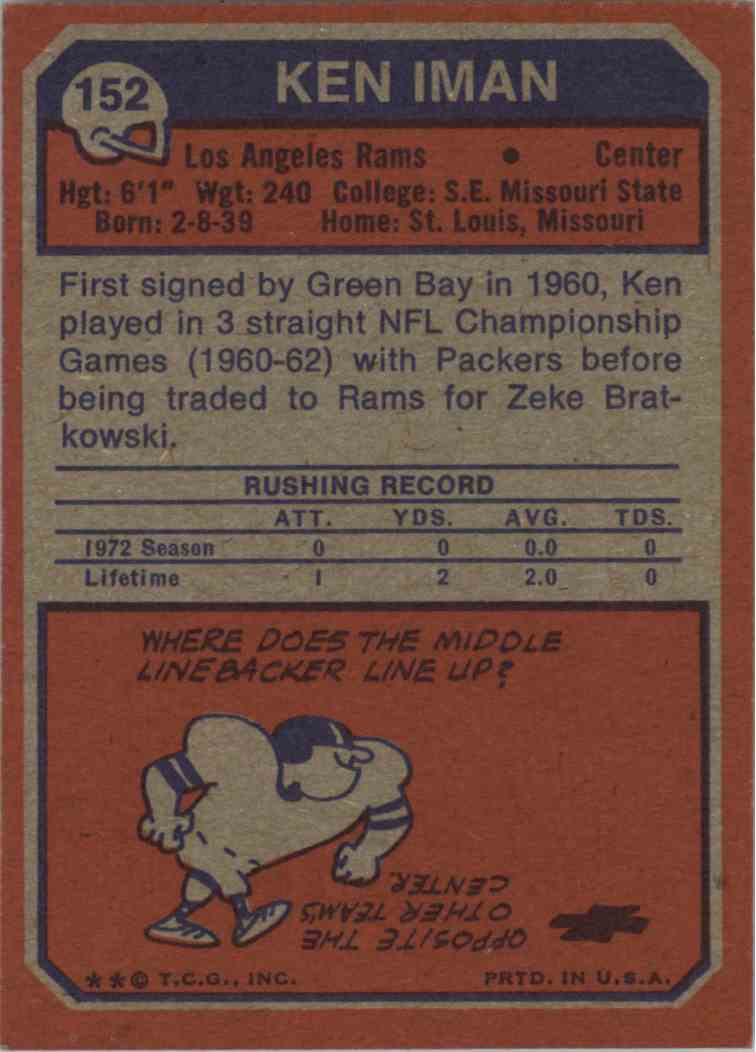 152
KEN IMAN
Los Angeles Rams • Center
Hgt: 6'1" Wgt: 240 College: S.E. Missouri State
Born: 2-8-39 Home: St. Louis, Missouri
First signed by Green Bay in 1960, Ken
played in 3 straight NFL Championship
Games (1960-62) with Packers before
being traded to Rams for Zeke Brat-
kowski.
RUSHING RECORD
ATT. YDS. AVG. TDS.
1972 Season 0 0 0.0 0
Lifetime 1 2 2.0 0
WHERE DOES THE MIDDLE
LINEBACKER LINE UP?
OPPOSITE THE
OTHER TEAM'S
CENTER.
**© T.C.G., INC. PRTD. IN U.S.A.